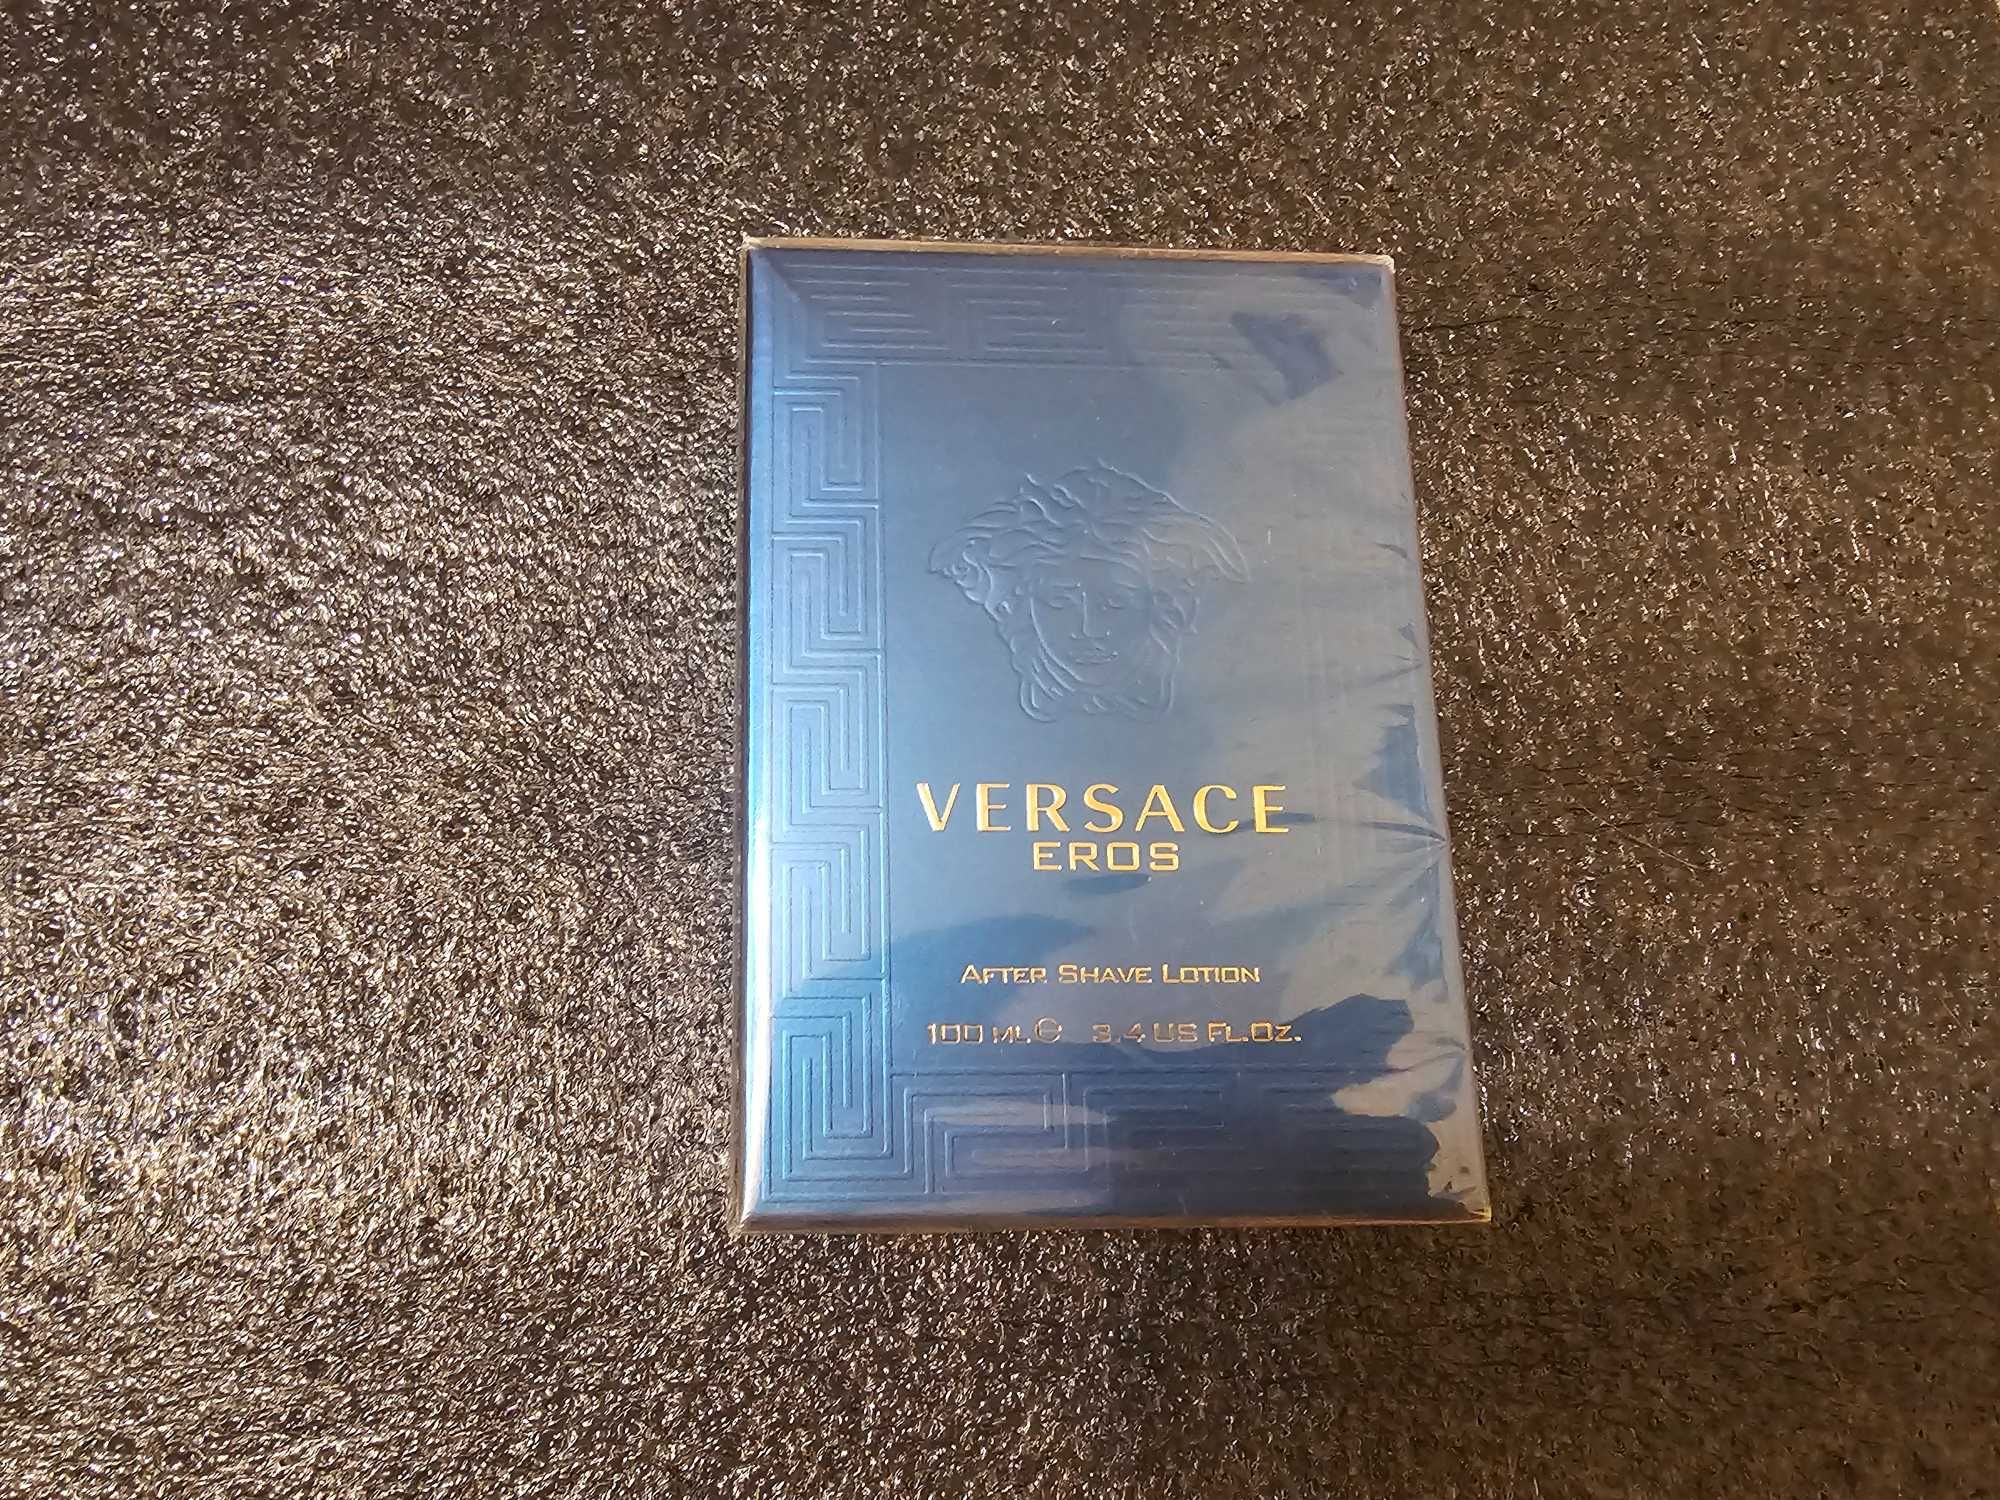 VERSACE
EROS
AFTER SHAVE LOTION
100 ML ℮ 3.4 US FL.OZ.